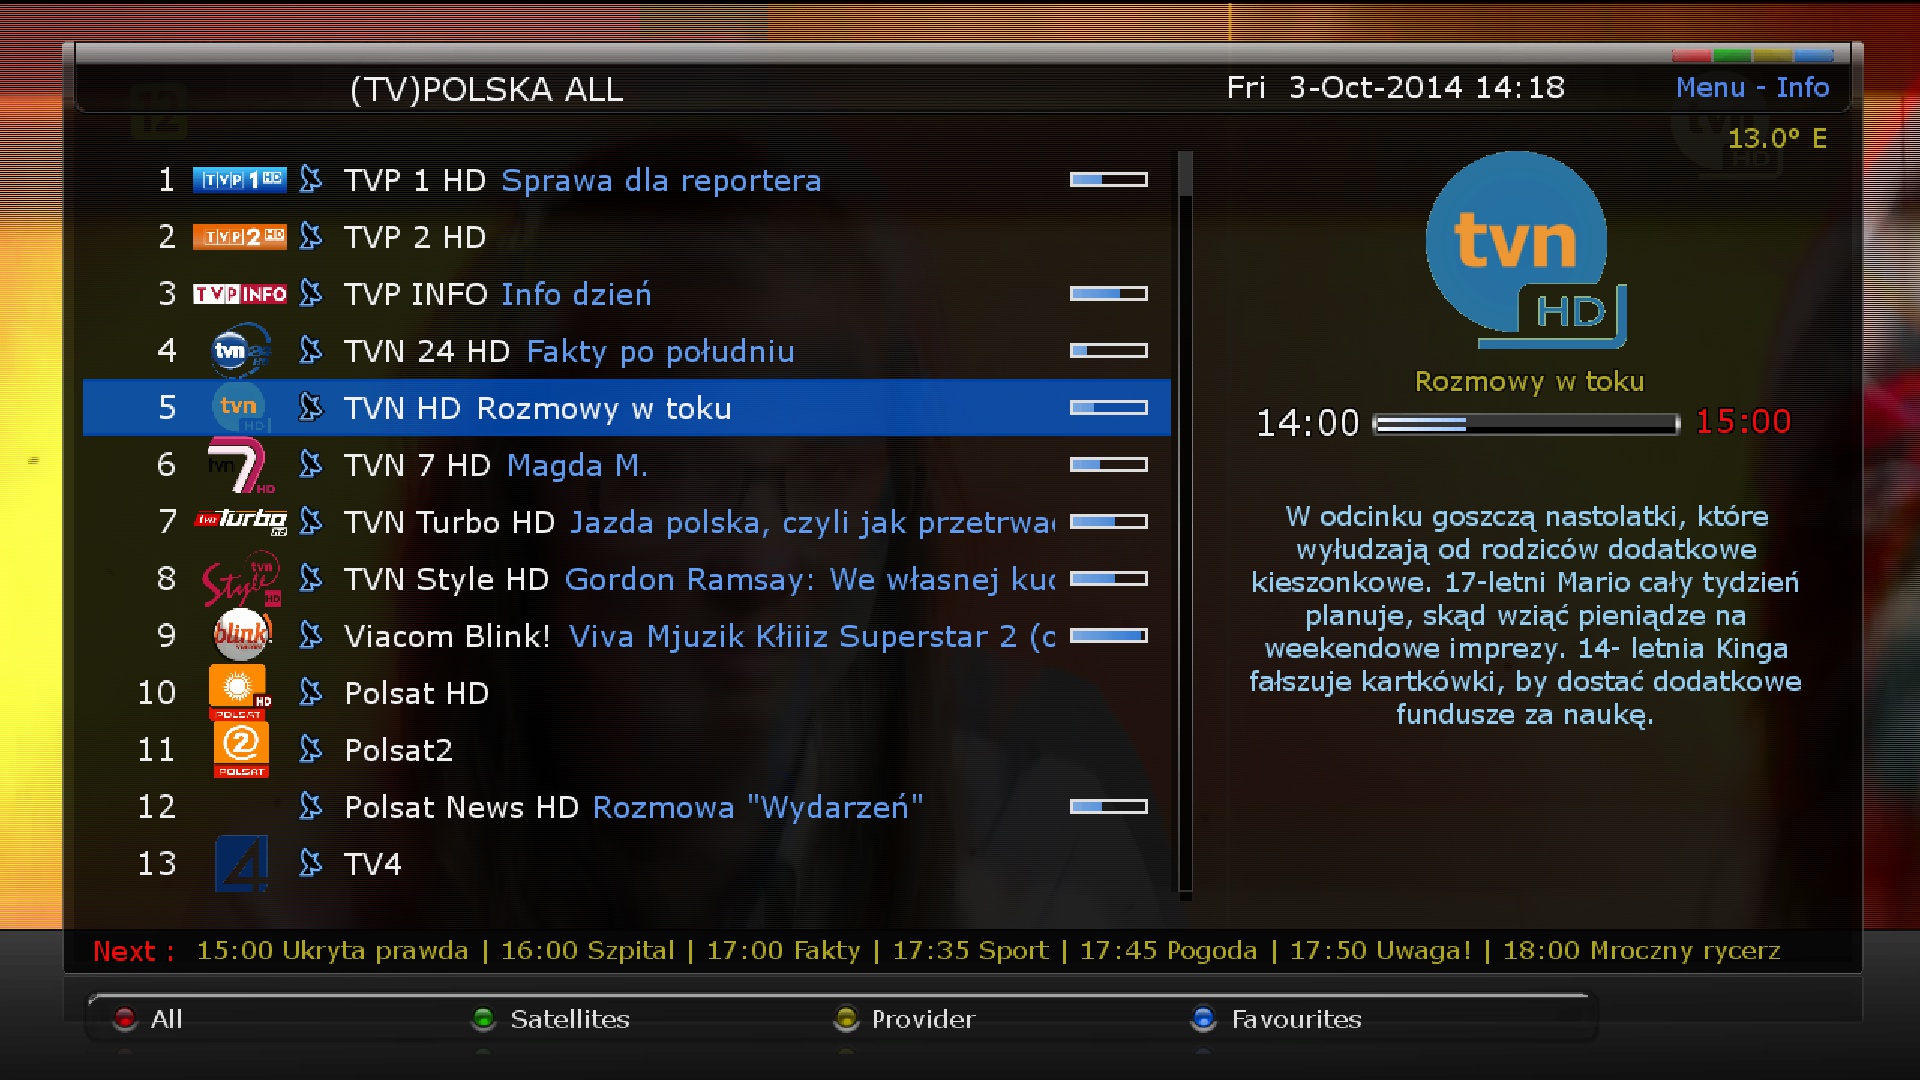 (TV)POLSKA ALL
Fri 3-Oct-2014 14:18
Menu - Info
13.0° E
1 TVP 1 HD TVP 1 HD Sprawa dla reportera
2 TVP 2 HD TVP 2 HD
3 TVP INFO TVP INFO Info dzień
4 tvn 24 HD TVN 24 HD Fakty po południu
5 tvn HD TVN HD Rozmowy w toku
6 tvn 7 HD TVN 7 HD Magda M.
7 tvn turbo HD TVN Turbo HD Jazda polska, czyli jak przetrwa
8 tvn Style HD TVN Style HD Gordon Ramsay: We własnej
9 blink! Viacom Blink! Viva Mjuzik Kłiiiz Superstar 2 (
10 HD POLSAT Polsat HD
11 2 POLSAT Polsat2
12 Polsat News HD Rozmowa "Wydarzeń"
13 4 TV4
tvn
HD
Rozmowy w toku
14:00 15:00
W odcinku goszczą nastolatki, które
wyłudzają od rodziców dodatkowe
kieszonkowe. 17-letni Mario cały tydzień
planuje, skąd wziąć pieniądze na
weekendowe imprezy. 14- letnia Kinga
fałszuje kartkówki, by dostać dodatkowe
fundusze za naukę.
Next : 15:00 Ukryta prawda | 16:00 Szpital | 17:00 Fakty | 17:35 Sport | 17:45 Pogoda | 17:50 Uwaga! | 18:00 Mroczny rycerz
All Satellites Provider Favourites